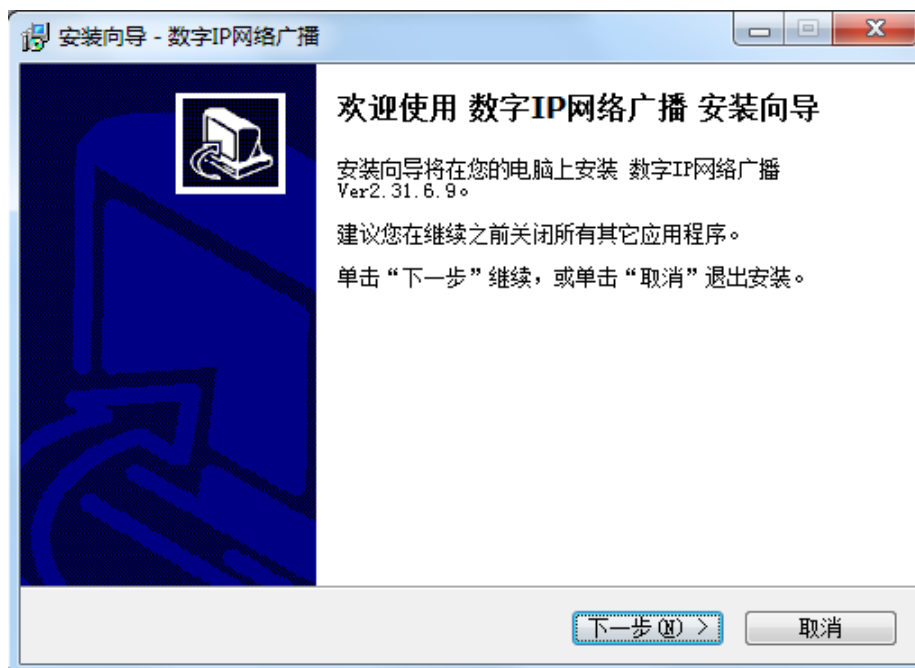 安装向导 - 数字IP网络广播
欢迎使用 数字IP网络广播 安装向导
安装向导将在您的电脑上安装 数字IP网络广播
Ver2.31.6.9。
建议您在继续之前关闭所有其它应用程序。
单击“下一步”继续，或单击“取消”退出安装。
下一步(N) >
取消